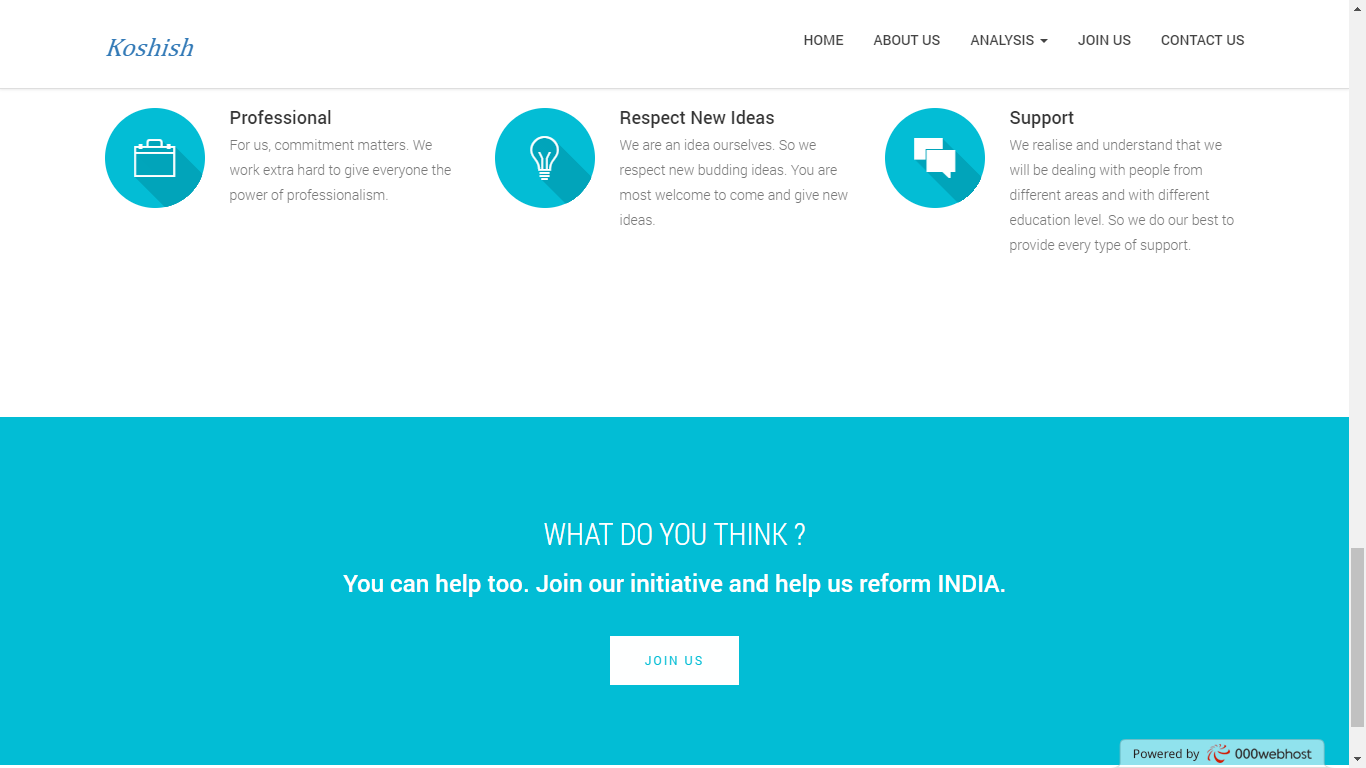 Koshish
HOME ABOUT US ANALYSIS JOIN US CONTACT US
Professional
For us, commitment matters. We
work extra hard to give everyone the
power of professionalism.
Respect New Ideas
We are an idea ourselves. So we
respect new budding ideas. You are
most welcome to come and give new
ideas.
Support
We realise and understand that we
will be dealing with people from
different areas and with different
education level. So we do our best to
provide every type of support.
WHAT DO YOU THINK ?
You can help too. Join our initiative and help us reform INDIA.
JOIN US
Powered by 000webhost